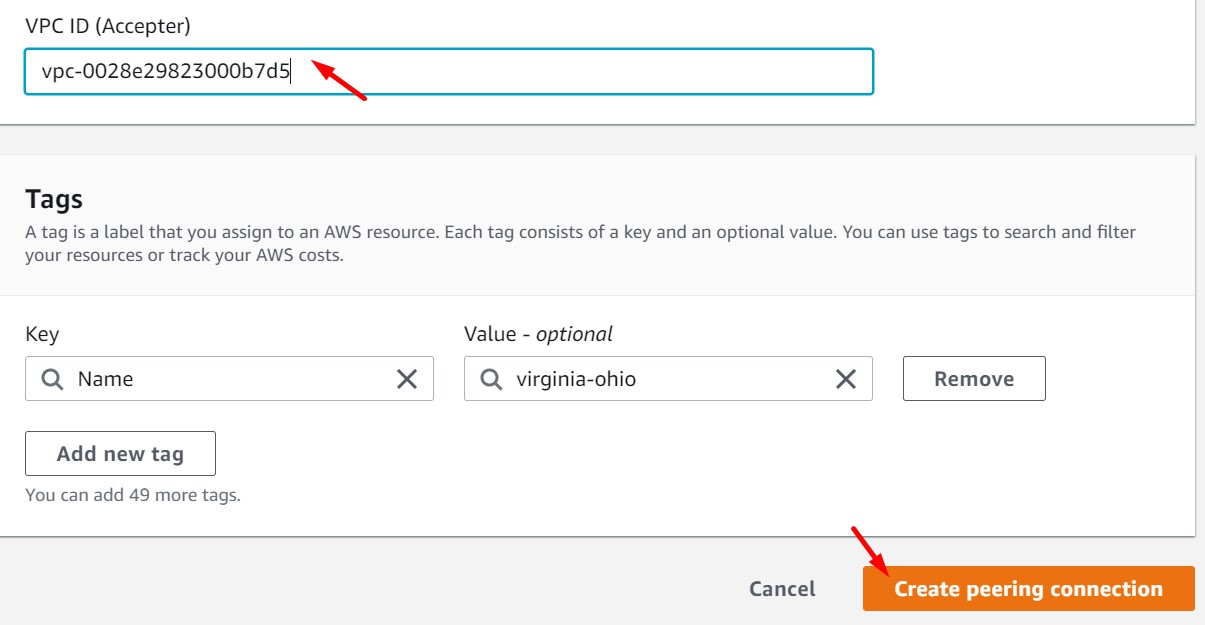 VPC ID (Accepter)
vpc-0028e29823000b7d5
Tags
A tag is a label that you assign to an AWS resource. Each tag consists of a key and an optional value. You can use tags to search and filter
your resources or track your AWS costs.
Key
Value - optional
Name
virginia-ohio
Remove
Add new tag
You can add 49 more tags.
Cancel
Create peering connection